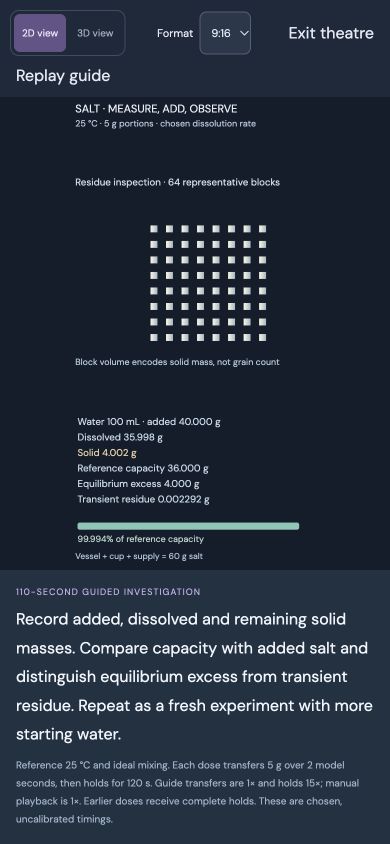 2D view 3D view Format 9:16 Exit theatre
Replay guide
SALT · MEASURE, ADD, OBSERVE
25 °C · 5 g portions · chosen dissolution rate
Residue inspection · 64 representative blocks
Block volume encodes solid mass, not grain count
Water 100 mL · added 40.000 g
Dissolved 35.998 g
Solid 4.002 g
Reference capacity 36.000 g
Equilibrium excess 4.000 g
Transient residue 0.002292 g
99.994% of reference capacity
Vessel + cup + supply = 60 g salt
110-SECOND GUIDED INVESTIGATION
Record added, dissolved and remaining solid
masses. Compare capacity with added salt and
distinguish equilibrium excess from transient
residue. Repeat as a fresh experiment with more
starting water.
Reference 25 °C and ideal mixing. Each dose transfers 5 g over 2 model
seconds, then holds for 120 s. Guide transfers are 1× and holds 15×; manual
playback is 1×. Earlier doses receive complete holds. These are chosen,
uncalibrated timings.